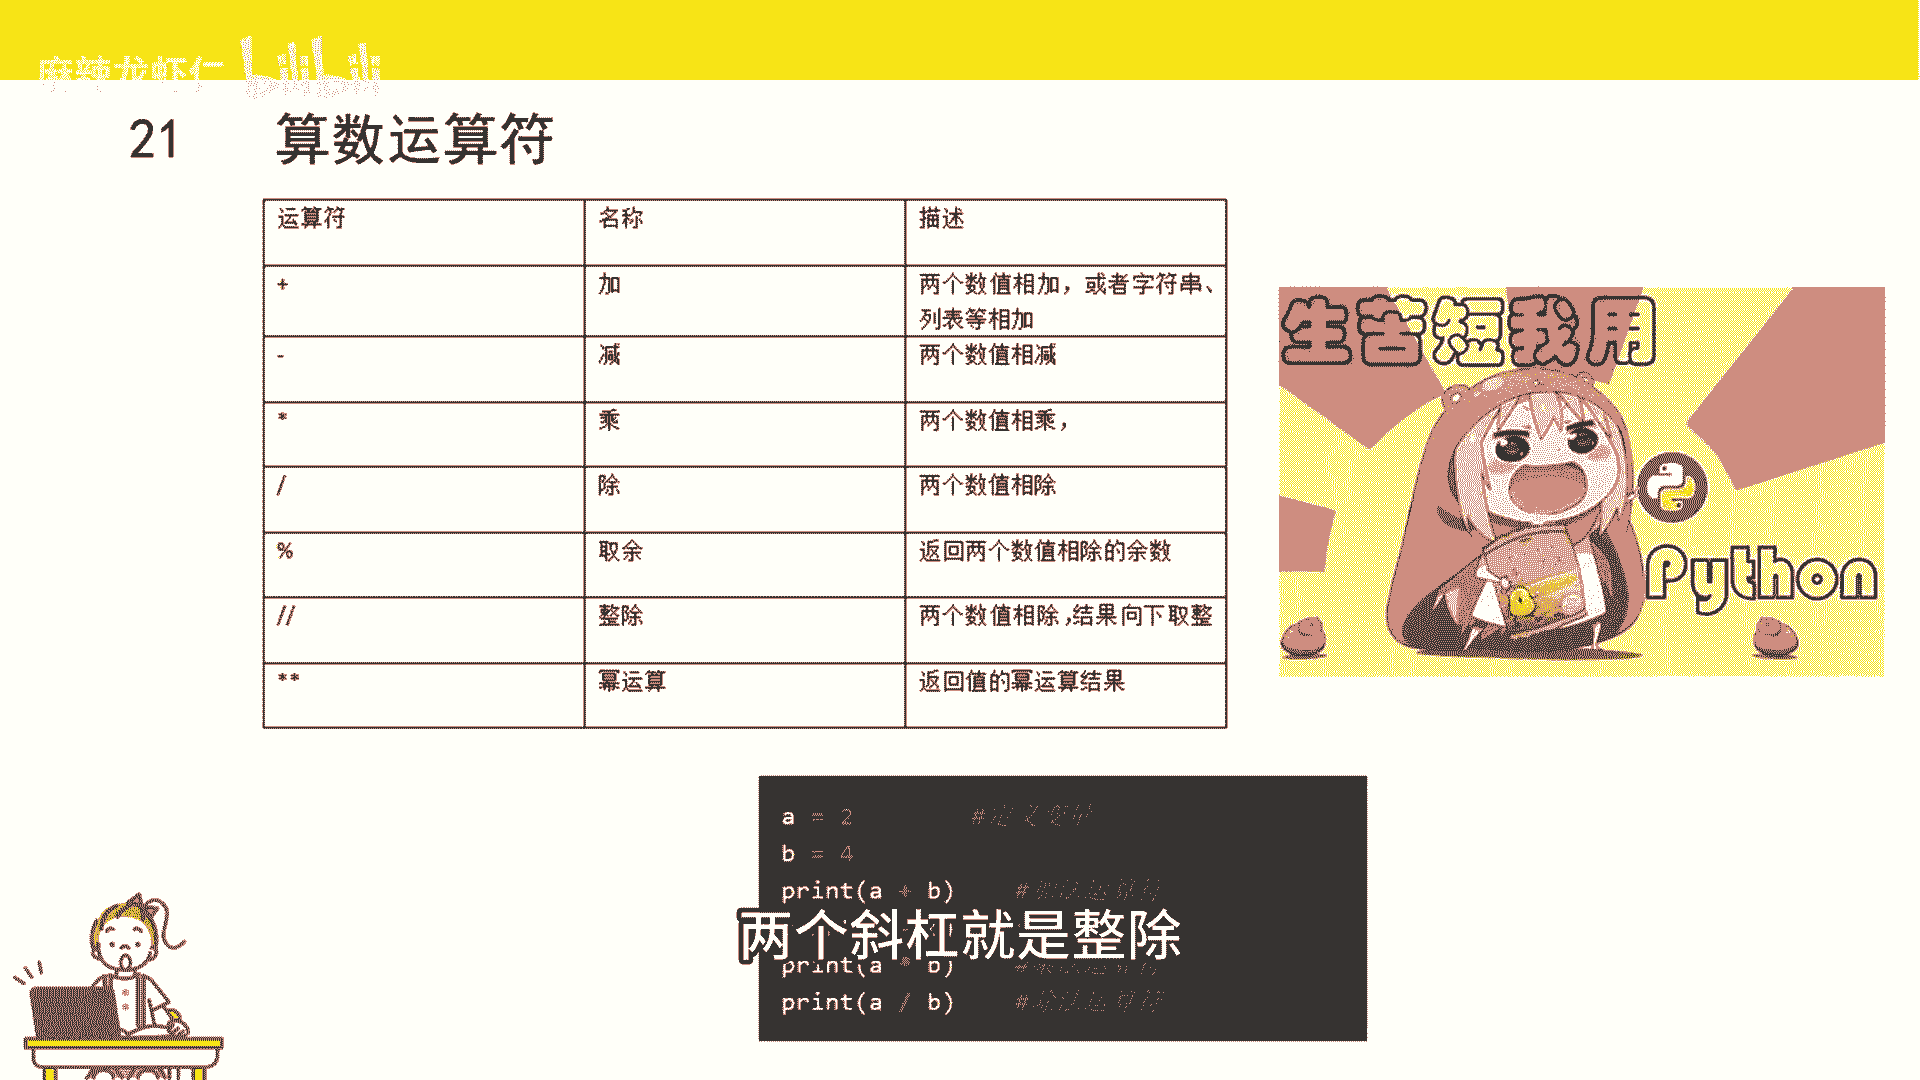 麻辣龙虾仁 bilibili
21 算数运算符
运算符 名称 描述
+ 加 两个数值相加，或者字符串、
列表等相加
- 减 两个数值相减
* 乘 两个数值相乘，
/ 除 两个数值相除
% 取余 返回两个数值相除的余数
// 整除 两个数值相除,结果向下取整
** 幂运算 返回值的幂运算结果
生苦短我用
Python
a = 2 #定义变量
b = 4
print(a + b) #加法运算符
两个斜杠就是整除
print(a * b) #乘法运算符
print(a / b) #除法运算符